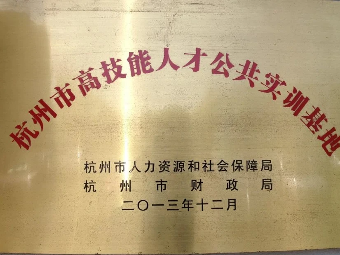 杭州市高技能人才公共实训基地
杭州市人力资源和社会保障局
杭州市财政局
二〇一三年十二月